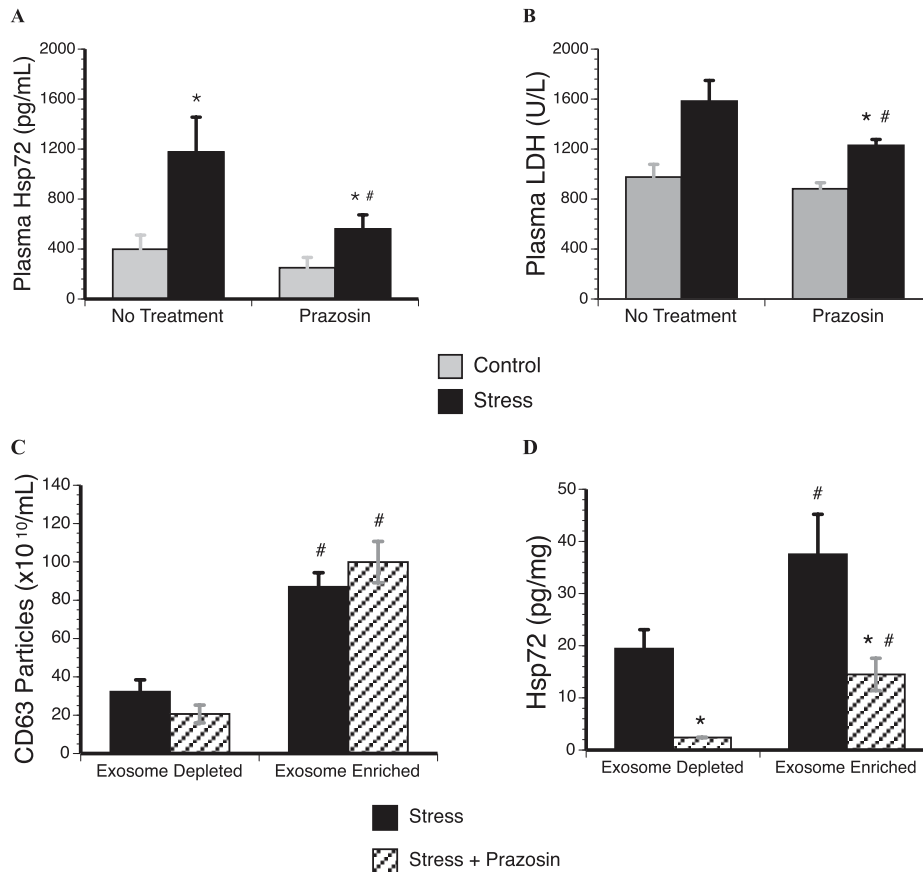 A
Plasma Hsp72 (pg/mL)
2000
1600
1200
800
400
0
*
* #
No Treatment Prazosin
B
Plasma LDH (U/L)
2000
1600
1200
800
400
0
* #
No Treatment Prazosin
Control
Stress
C
CD63 Particles (x10 10/mL)
140
120
100
80
60
40
20
0
#
#
Exosome Depleted Exosome Enriched
D
Hsp72 (pg/mg)
50
40
30
20
10
0
*
#
* #
Exosome Depleted Exosome Enriched
Stress
Stress + Prazosin